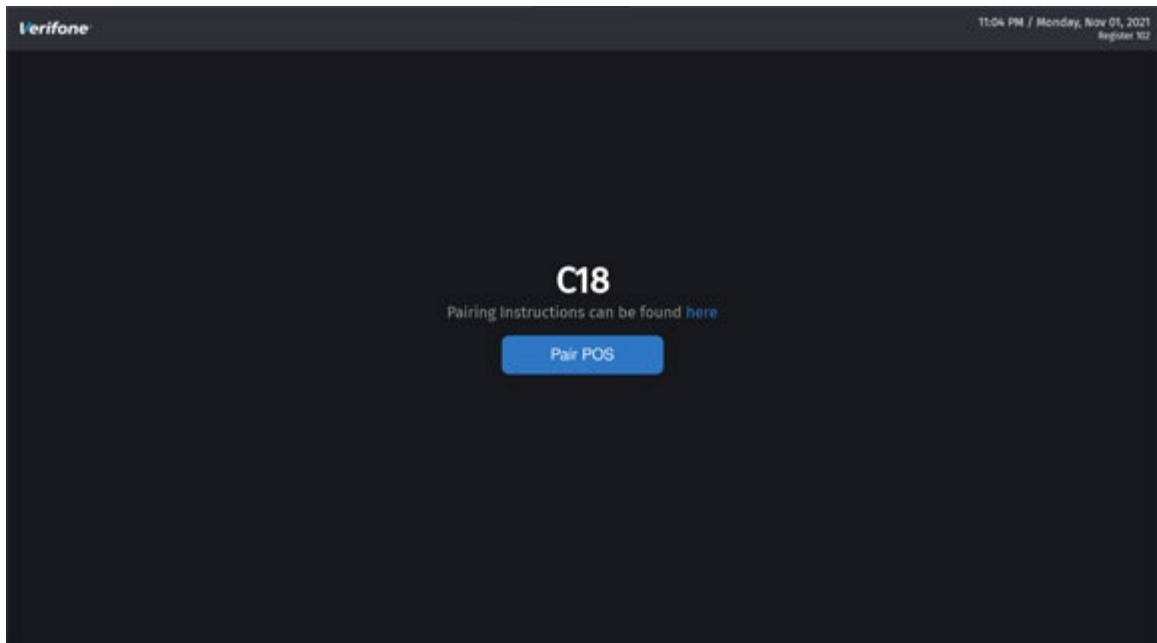 Verifone
11:04 PM / Monday, Nov 01, 2021
Register 102
C18
Pairing Instructions can be found here
Pair POS